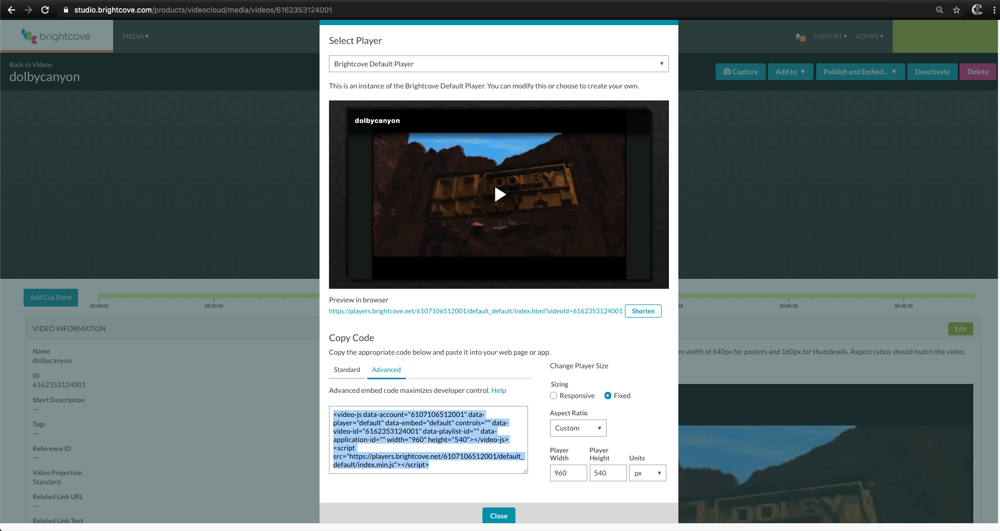 studio.brightcove.com/products/videocloud/media/videos/6162353124001
brightcove
MEDIA
1
SUPPORT
ADMIN
Back to Videos
dolbycanyon
Capture
Add to
Publish and Embed...
Deactivate
Delete
Select Player
Brightcove Default Player
This is an instance of the Brightcove Default Player. You can modify this or choose to create your own.
dolbycanyon
DOLBY
Preview in browser
https://players.brightcove.net/6107106512001/default_default/index.html?videoId=6162353124001
Shorten
Add Cue Point
00:00:00
00:00:05
25
00:00:30
00:00:35
Copy Code
Copy the appropriate code below and paste it into your web page or app.
Standard
Advanced
Advanced embed code maximizes developer control. Help
<video-js data-account="6107106512001" data-
player="default" data-embed="default" controls="" data-
video-id="6162353124001" data-playlist-id="" data-
application-id="" width="960" height="540"></video-js>
<script
src="https://players.brightcove.net/6107106512001/default_
default/index.min.js"></script>
Change Player Size
Sizing
Responsive
Fixed
Aspect Ratio
Custom
Player
Width
Player
Height
Units
960
540
px
Close
VIDEO INFORMATION
Edit
Name
dolbycanyon
ID
6162353124001
Short Description
---
Tags
---
Reference ID
---
Video Projection
Standard
Related Link URL
---
Related Link Text
m width of 640px for posters and 160px for thumbnails. Aspect ratios should match the video,
DOLBY